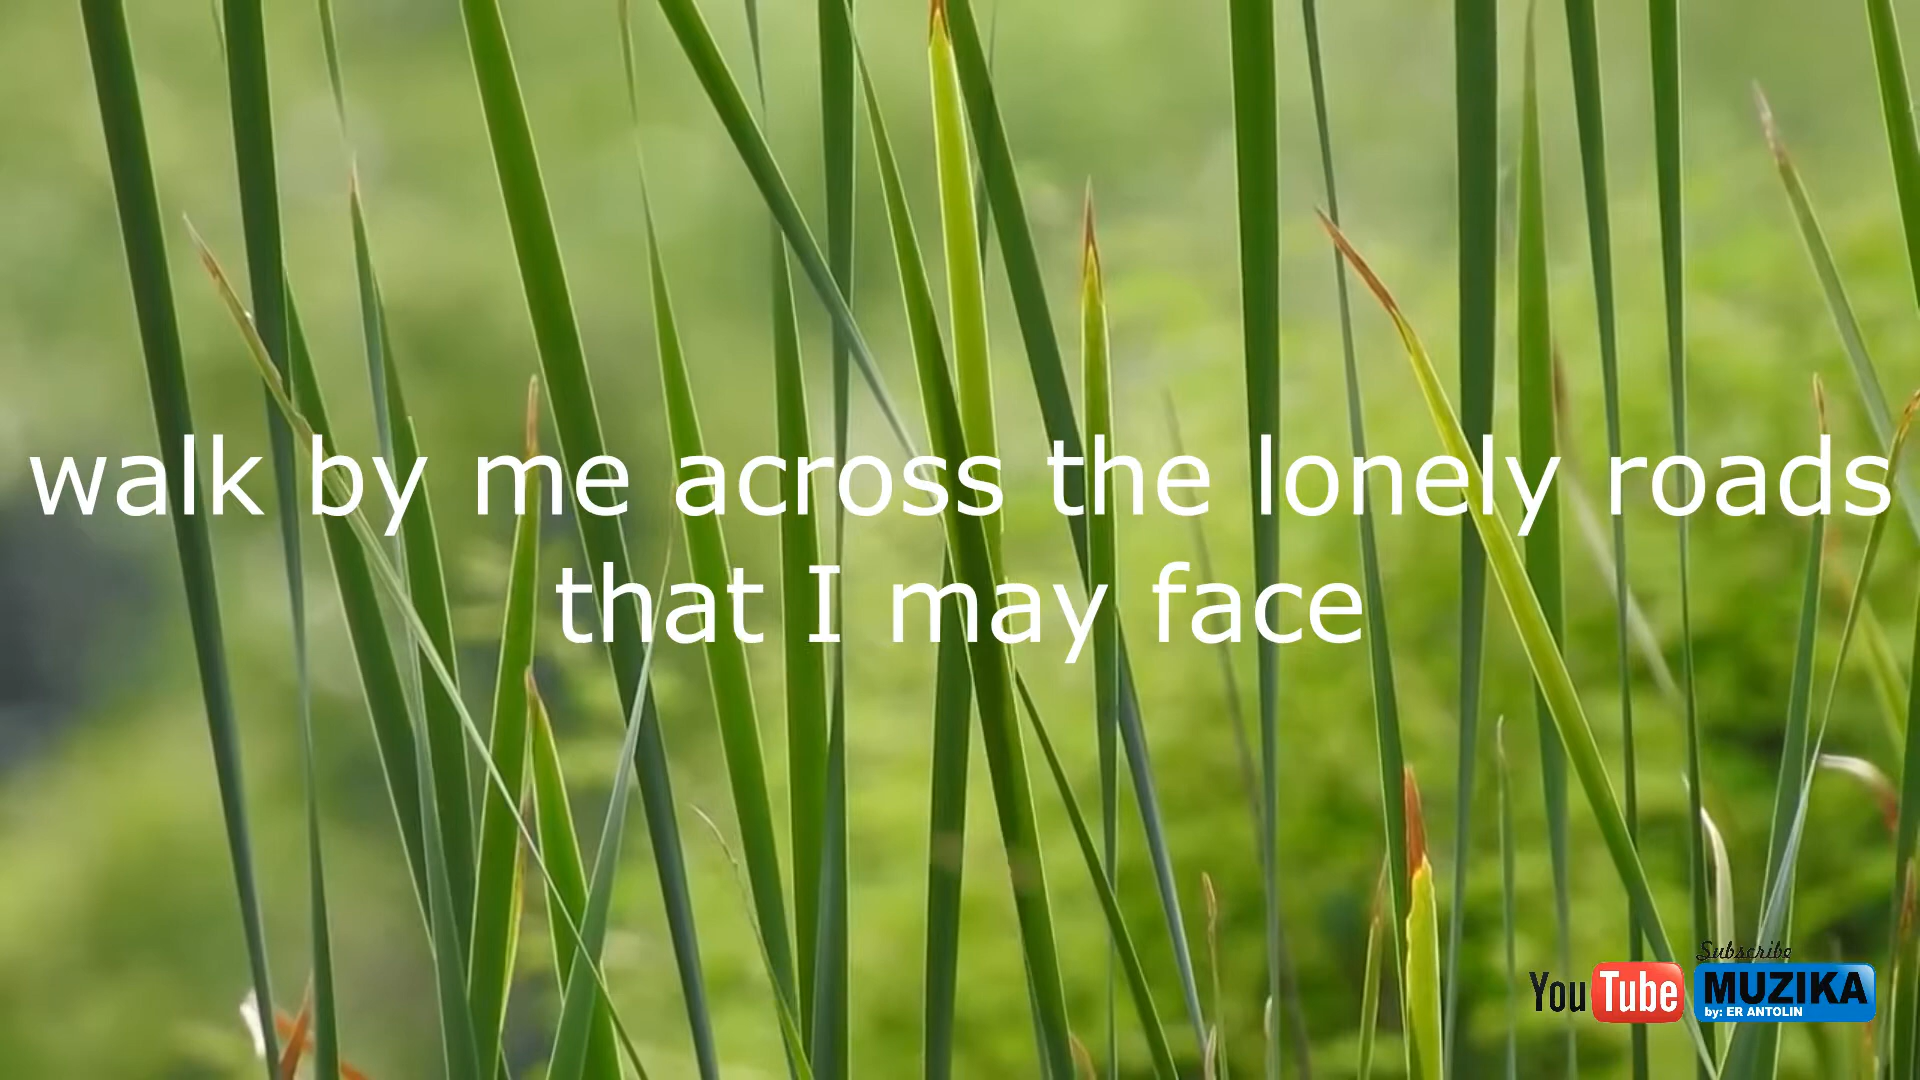 walk by me across the lonely roads
that I may face
Subscribe
YouTube MUZIKA
by: ER ANTOLIN